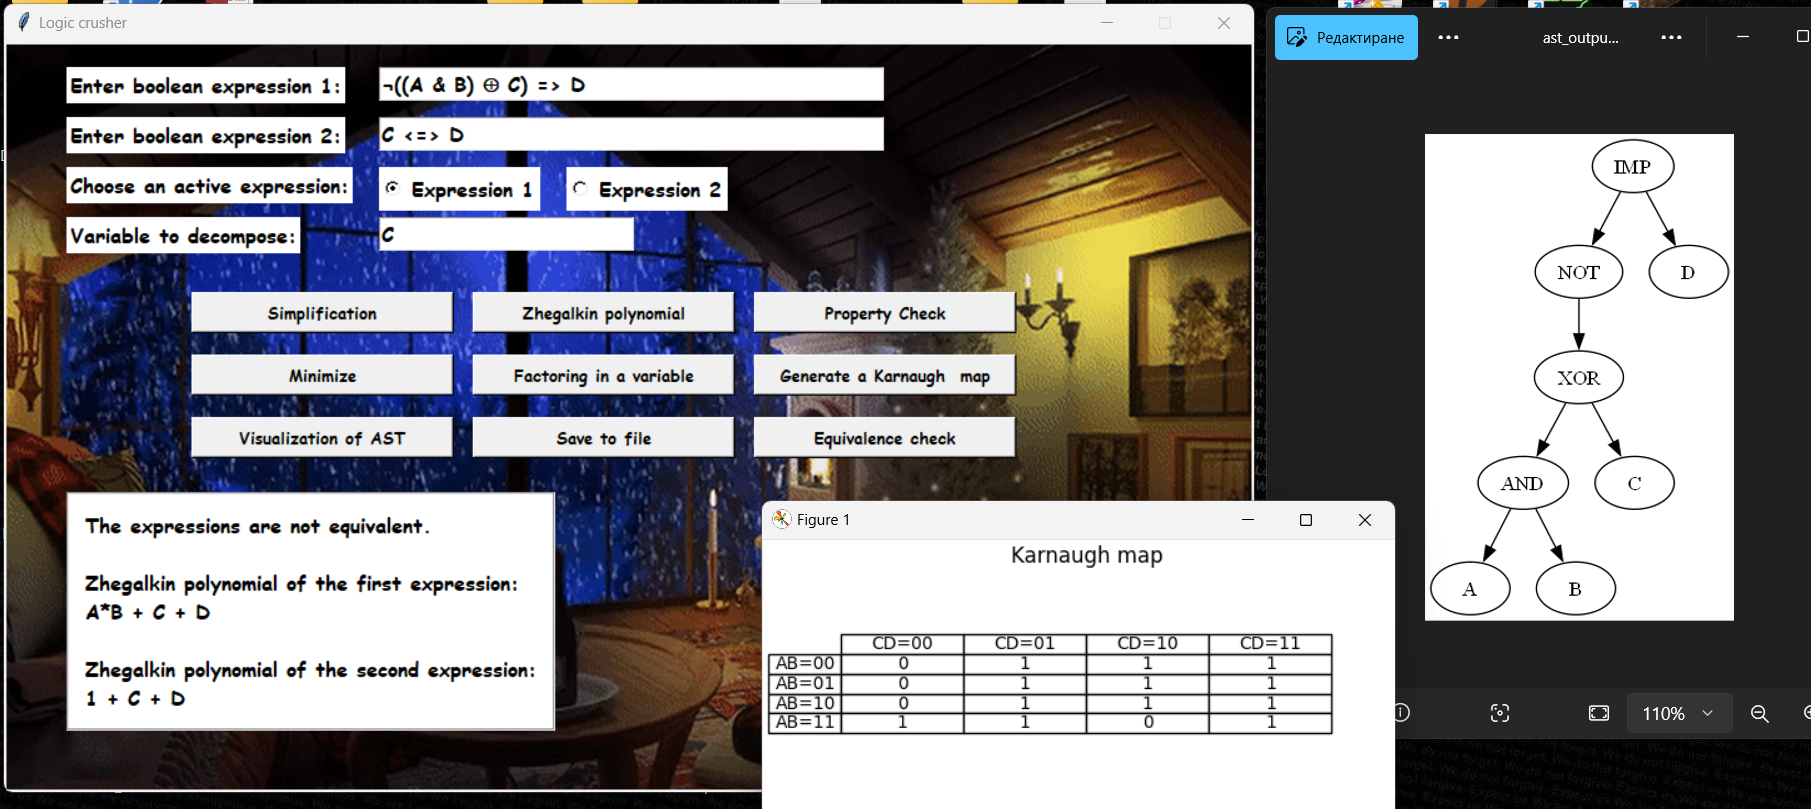 Logic crusher
Enter boolean expression 1:
¬((A & B) ⊕ C) => D
Enter boolean expression 2:
C <=> D
Choose an active expression:
Expression 1
Expression 2
Variable to decompose:
C
Simplification
Zhegalkin polynomial
Property Check
Minimize
Factoring in a variable
Generate a Karnaugh map
Visualization of AST
Save to file
Equivalence check
The expressions are not equivalent.
Zhegalkin polynomial of the first expression:
A*B + C + D
Zhegalkin polynomial of the second expression:
1 + C + D
Figure 1
Karnaugh map
CD=00 CD=01 CD=10 CD=11
AB=00 0 1 1 1
AB=01 0 1 1 1
AB=10 0 1 1 1
AB=11 1 1 0 1
Редактиране
ast_outpu...
IMP
NOT D
XOR
AND C
A B
110%